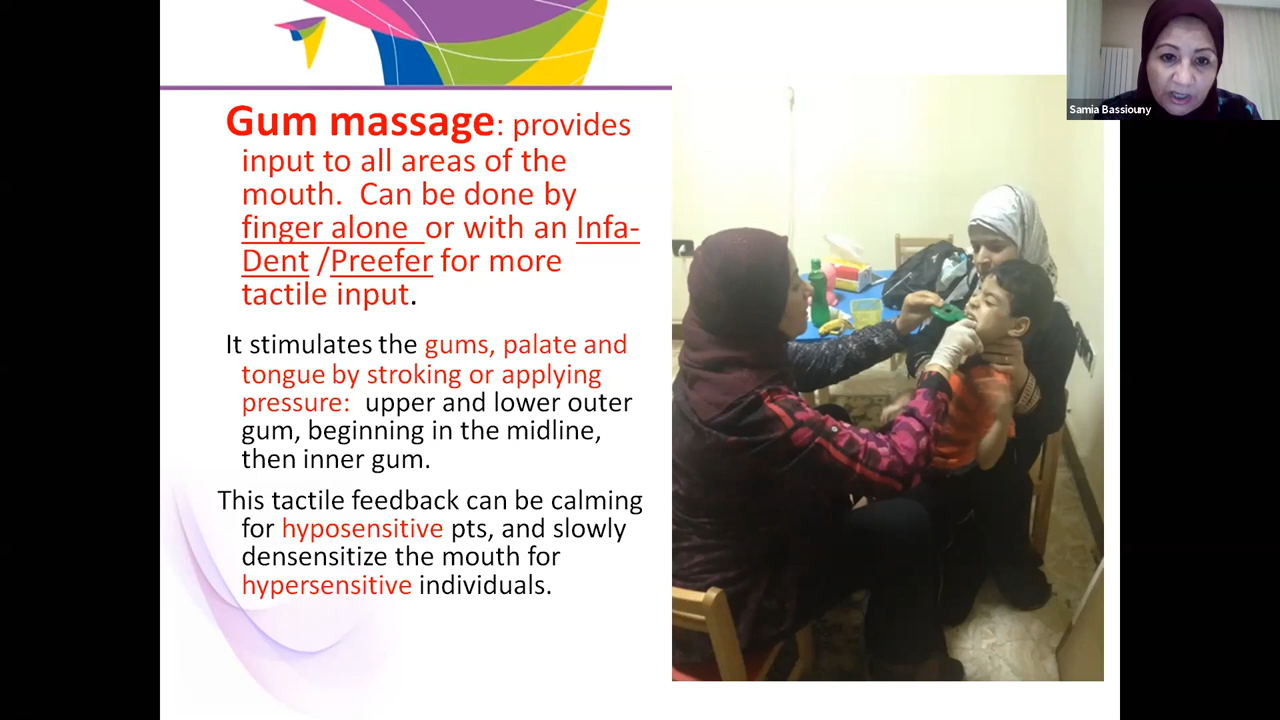 Gum massage: provides
input to all areas of the
mouth.  Can be done by
finger alone  or with an Infa-
Dent /Preefer for more
tactile input.
It stimulates the gums, palate and
tongue by stroking or applying
pressure:  upper and lower outer
gum, beginning in the midline,
then inner gum.
This tactile feedback can be calming
for hyposensitive pts, and slowly
densensitize the mouth for
hypersensitive individuals.
Samia Bassiouny